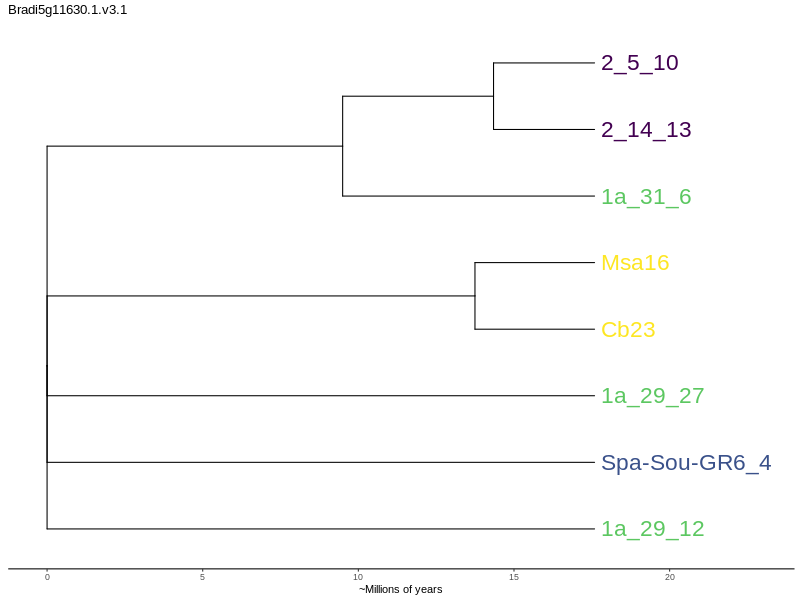 Bradi5g11630.1.v3.1
2_5_10
2_14_13
1a_31_6
Msa16
Cb23
1a_29_27
Spa-Sou-GR6_4
1a_29_12
0 5 10 15 20
~Millions of years